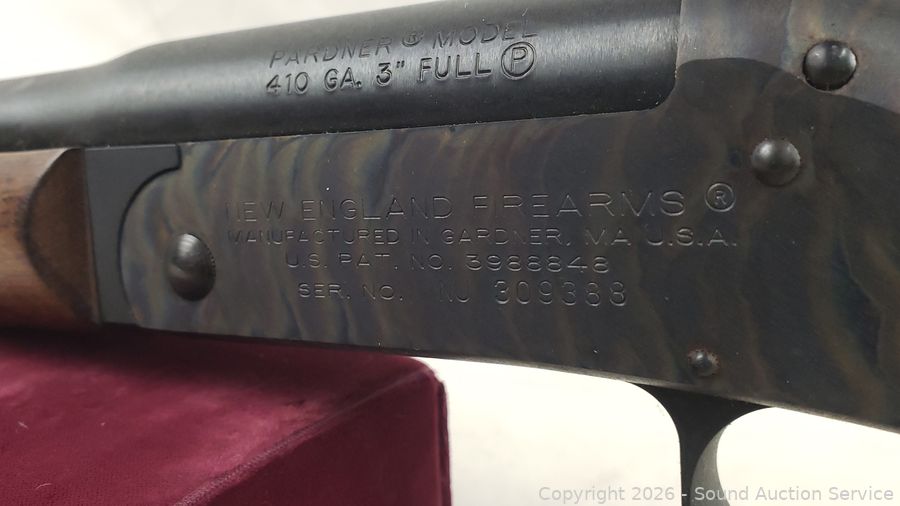 PARDNER ® MODEL
410 GA. 3" FULL Ⓟ
NEW ENGLAND FIREARMS ®
MANUFACTURED IN GARDNER, MA U.S.A.
U.S. PAT. NO. 3988848
SER. NO. NU 309388
Copyright © 2026 - Sound Auction Service